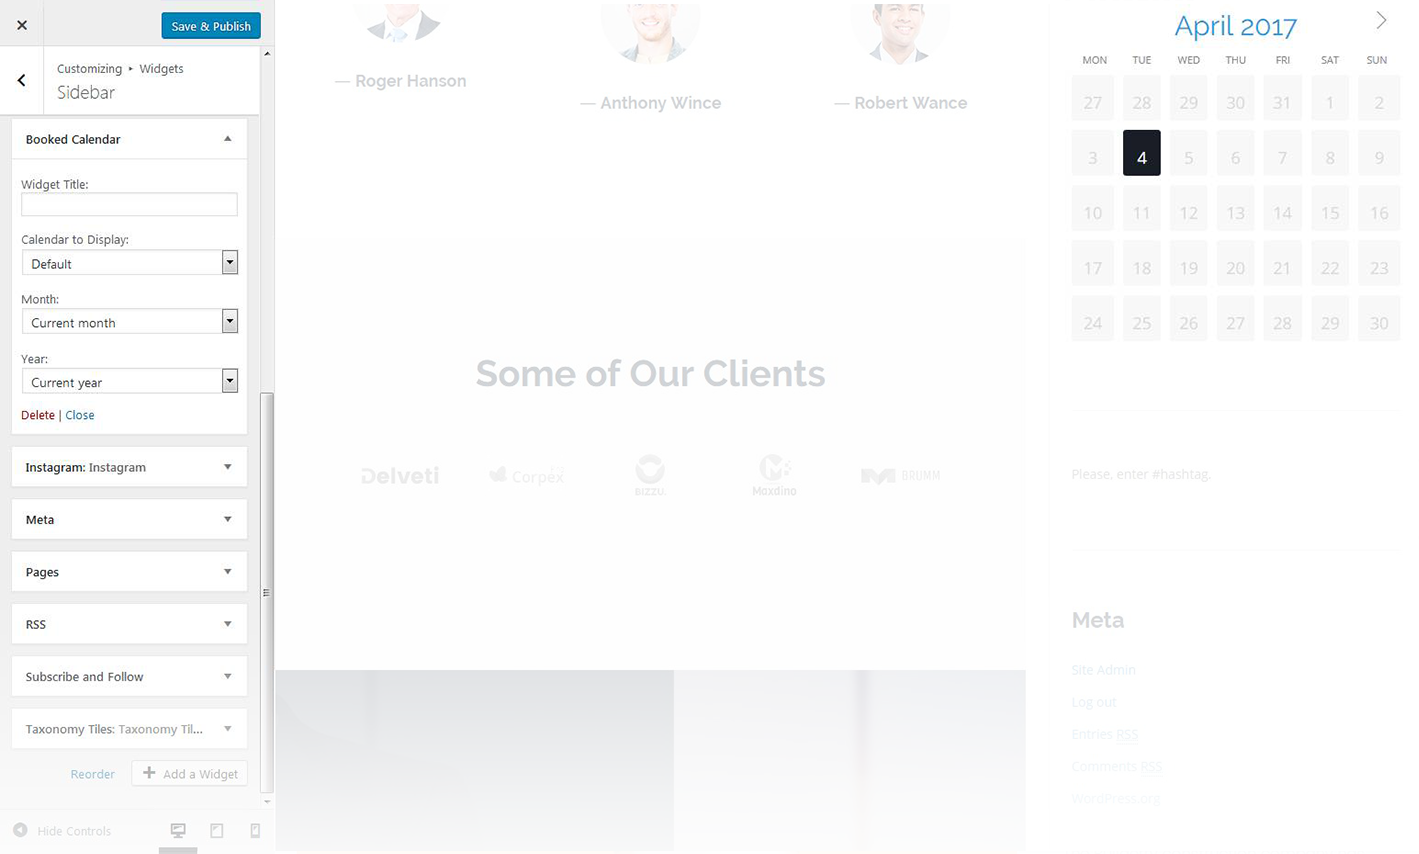 Save & Publish
Customizing ▸ Widgets
Sidebar
Booked Calendar
Widget Title:
Calendar to Display:
Default
Month:
Current month
Year:
Current year
Delete | Close
Instagram: Instagram
Meta
Pages
RSS
Subscribe and Follow
Taxonomy Tiles: Taxonomy Til...
Reorder
Add a Widget
Hide Controls
— Roger Hanson
— Anthony Wince
— Robert Wance
Some of Our Clients
Delveti
Corpex
BIZZU.
Moxdino
BRUMM
April 2017
MON TUE WED THU FRI SAT SUN
27 28 29 30 31 1 2
3 4 5 6 7 8 9
10 11 12 13 14 15 16
17 18 19 20 21 22 23
24 25 26 27 28 29 30
Please, enter #hashtag.
Meta
Site Admin
Log out
Entries RSS
Comments RSS
WordPress.org